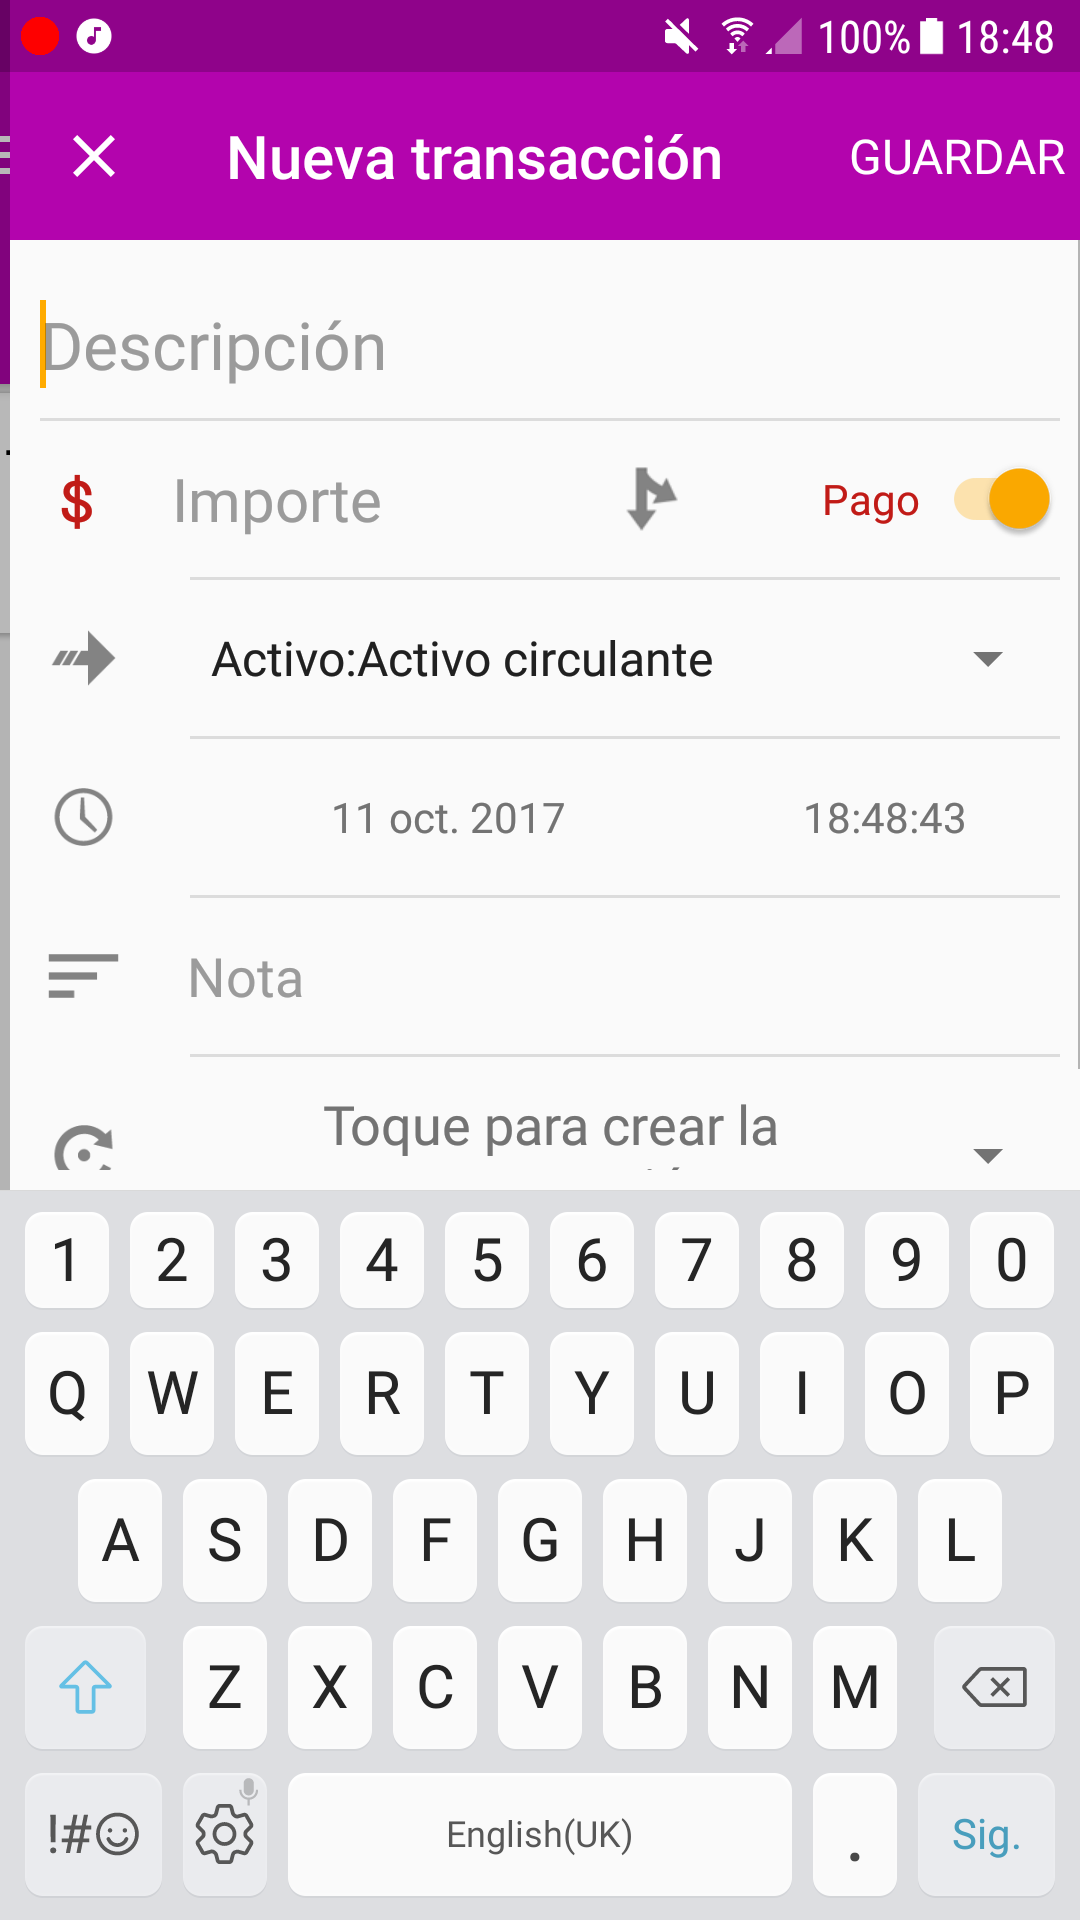 100% 18:48
Nueva transacción GUARDAR
Descripción
$ Importe Pago
Activo:Activo circulante
11 oct. 2017 18:48:43
Nota
Toque para crear la
1 2 3 4 5 6 7 8 9 0
Q W E R T Y U I O P
A S D F G H J K L
Z X C V B N M
!#☺ English(UK) . Sig.